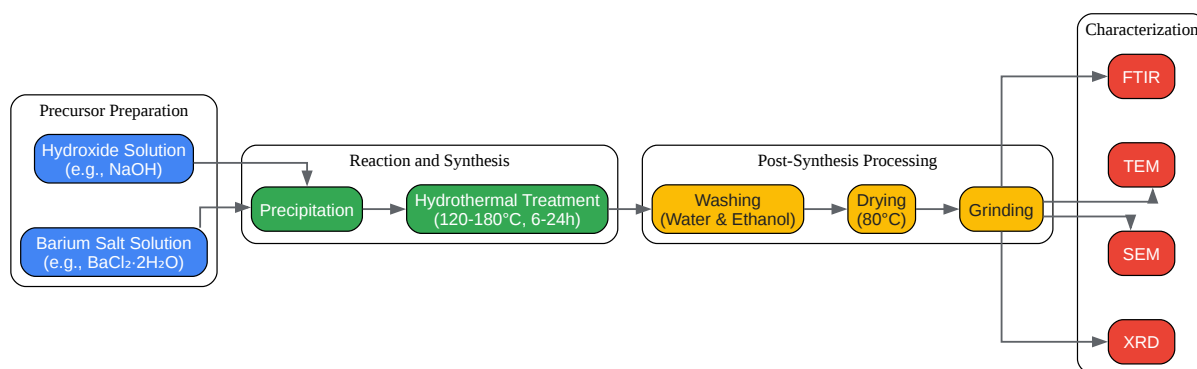 Precursor Preparation
Hydroxide Solution
(e.g., NaOH)
Barium Salt Solution
(e.g., BaCl₂·2H₂O)
Reaction and Synthesis
Precipitation
Hydrothermal Treatment
(120-180°C, 6-24h)
Post-Synthesis Processing
Washing
(Water & Ethanol)
Drying
(80°C)
Grinding
Characterization
FTIR
TEM
SEM
XRD